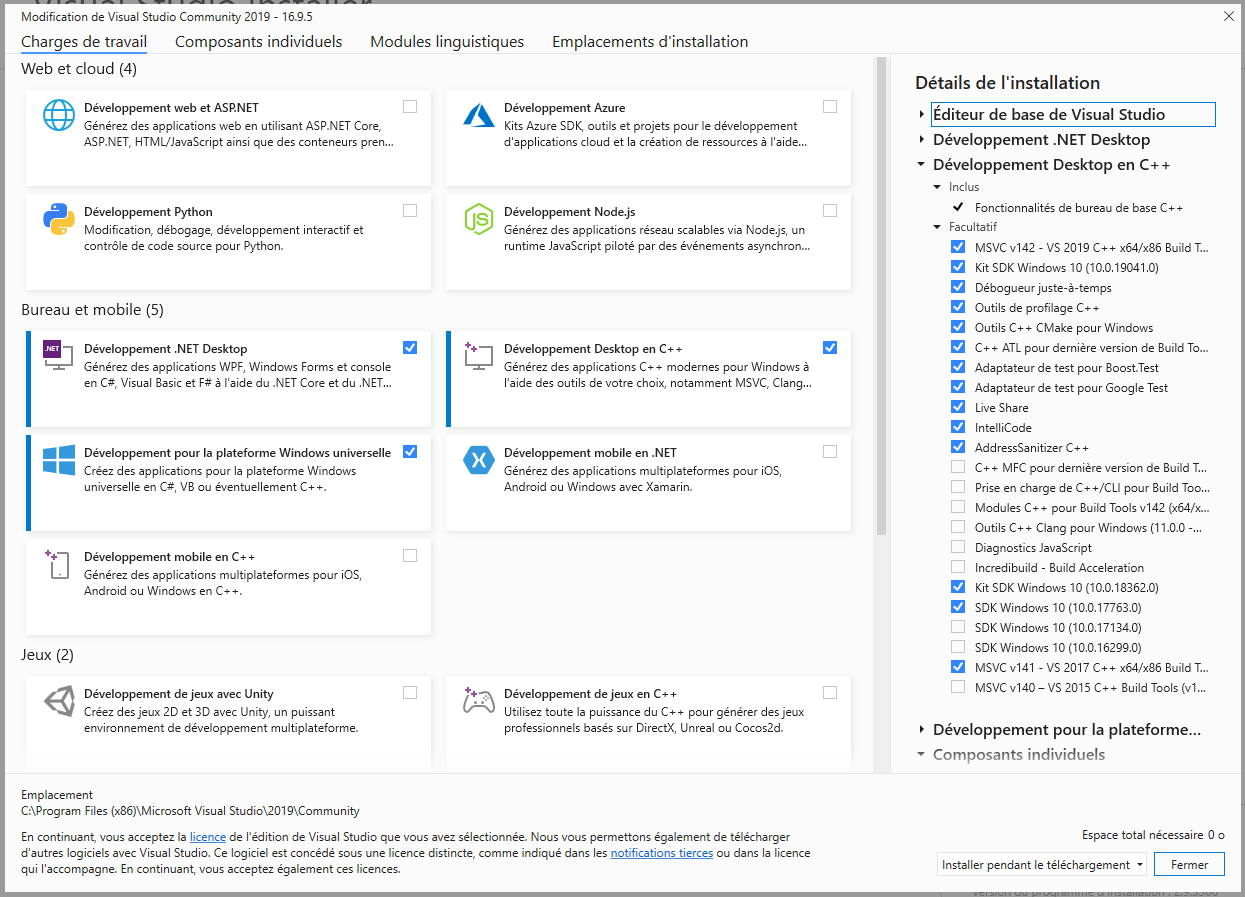 Visual Studio Installer
Modification de Visual Studio Community 2019 - 16.9.5
Charges de travail
Composants individuels
Modules linguistiques
Emplacements d'installation
Web et cloud (4)
Développement web et ASP.NET
Générez des applications web en utilisant ASP.NET Core,
ASP.NET, HTML/JavaScript ainsi que des conteneurs pren...
Développement Azure
Kits Azure SDK, outils et projets pour le développement
d'applications cloud et la création de ressources à l'aide...
Développement Python
Modification, débogage, développement interactif et
contrôle de code source pour Python.
Développement Node.js
Générez des applications réseau scalables via Node.js, un
runtime JavaScript piloté par des événements asynchron...
Bureau et mobile (5)
.NET
Développement .NET Desktop
Générez des applications WPF, Windows Forms et console
en C#, Visual Basic et F# à l'aide du .NET Core et du .NET...
Développement Desktop en C++
Générez des applications C++ modernes pour Windows à
l'aide des outils de votre choix, notamment MSVC, Clang...
Développement pour la plateforme Windows universelle
Créez des applications pour la plateforme Windows
universelle en C#, VB ou éventuellement C++.
Développement mobile en .NET
Générez des applications multiplateformes pour iOS,
Android ou Windows avec Xamarin.
Développement mobile en C++
Générez des applications multiplateformes pour iOS,
Android ou Windows en C++.
Jeux (2)
Développement de jeux avec Unity
Créez des jeux 2D et 3D avec Unity, un puissant
environnement de développement multiplateforme.
Développement de jeux en C++
Utilisez toute la puissance du C++ pour générer des jeux
professionnels basés sur DirectX, Unreal ou Cocos2d.
Détails de l'installation
Éditeur de base de Visual Studio
Développement .NET Desktop
Développement Desktop en C++
Inclus
Fonctionnalités de bureau de base C++
Facultatif
MSVC v142 - VS 2019 C++ x64/x86 Build T...
Kit SDK Windows 10 (10.0.19041.0)
Débogueur juste-à-temps
Outils de profilage C++
Outils C++ CMake pour Windows
C++ ATL pour dernière version de Build To...
Adaptateur de test pour Boost.Test
Adaptateur de test pour Google Test
Live Share
IntelliCode
AddressSanitizer C++
C++ MFC pour dernière version de Build T...
Prise en charge de C++/CLI pour Build Too...
Modules C++ pour Build Tools v142 (x64/x...
Outils C++ Clang pour Windows (11.0.0 -...
Diagnostics JavaScript
Incredibuild - Build Acceleration
Kit SDK Windows 10 (10.0.18362.0)
SDK Windows 10 (10.0.17763.0)
SDK Windows 10 (10.0.17134.0)
SDK Windows 10 (10.0.16299.0)
MSVC v141 - VS 2017 C++ x64/x86 Build T...
MSVC v140 – VS 2015 C++ Build Tools (v1...
Développement pour la plateforme...
Composants individuels
Emplacement
C:\Program Files (x86)\Microsoft Visual Studio\2019\Community
En continuant, vous acceptez la licence de l'édition de Visual Studio que vous avez sélectionnée. Nous vous permettons également de télécharger
d'autres logiciels avec Visual Studio. Ce logiciel est concédé sous une licence distincte, comme indiqué dans les notifications tierces ou dans la licence
qui l'accompagne. En continuant, vous acceptez également ces licences.
Espace total nécessaire 0 o
Installer pendant le téléchargement
Fermer